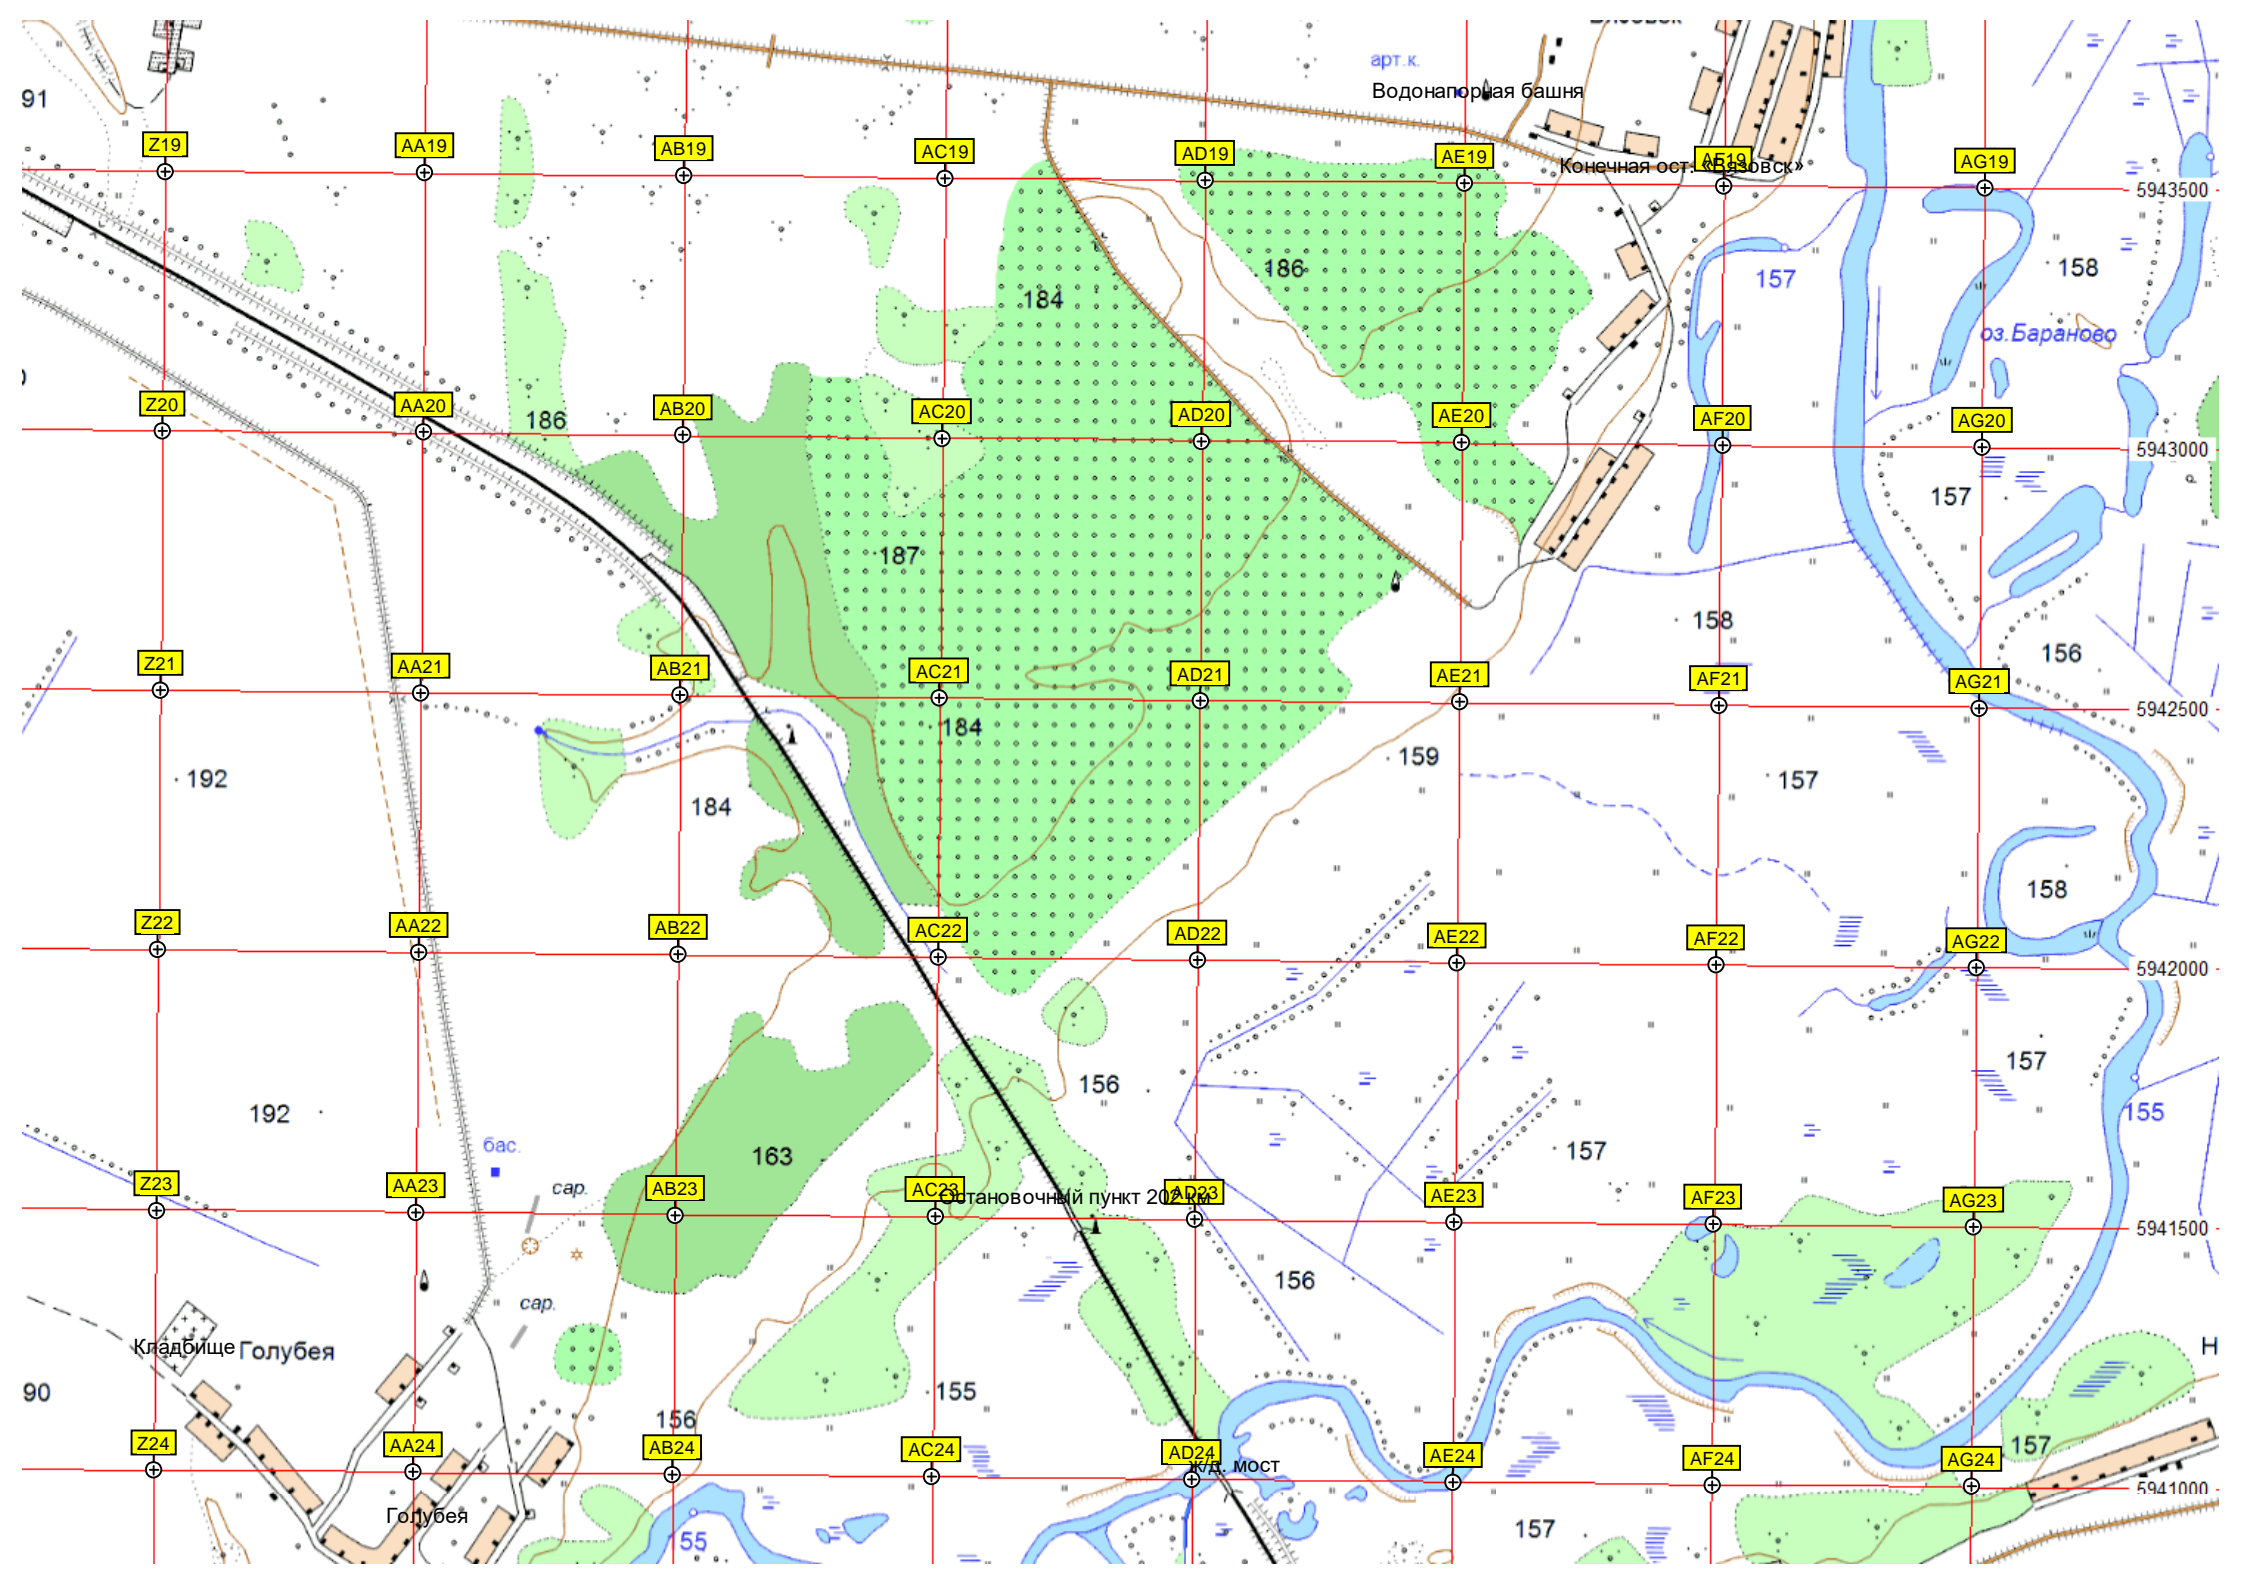 арт.к.
Водонапорная башня
91
Z19
AA19
AB19
AC19
AD19
AE19
AF19
Конечная ост. «Вязовск»
AG19
5943500
186
157
158
184
оз.Бараново
Z20
AA20
186
AB20
AC20
AD20
AE20
AF20
AG20
5943000
157
187
158
156
Z21
AA21
AB21
AC21
AD21
AE21
AF21
AG21
5942500
184
159
192
157
184
158
Z22
AA22
AB22
AC22
AD22
AE22
AF22
AG22
5942000
157
156
192
155
бас.
163
157
Z23
AA23
сар.
AB23
AC23
Остановочный пункт 202 км
AD23
AE23
AF23
AG23
5941500
156
сар.
Кладбище
Голубея
Н
90
155
156
Z24
AA24
AB24
AC24
AD24
ж/д. мост
AE24
AF24
AG24
157
5941000
Голубея
55
157